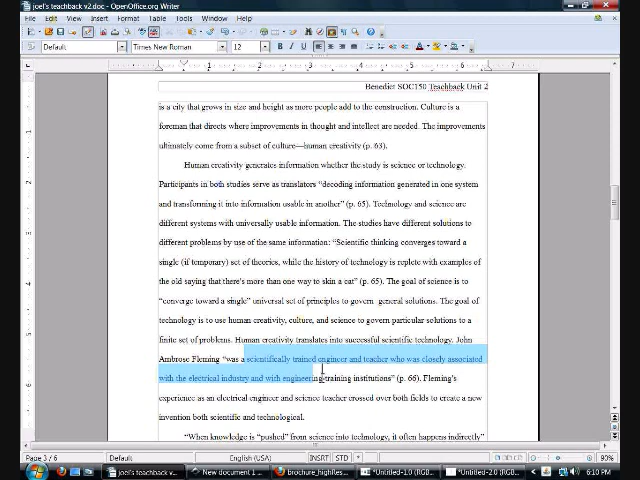 joel's teachback v2.doc - OpenOffice.org Writer
File Edit View Insert Format Table Tools Window Help
Default Times New Roman 12
1 2 3 4 5 6 7
Benedict SOC150 Teachback Unit 2
is a city that grows in size and height as more people add to the construction. Culture is a
foreman that directs where improvements in thought and intellect are needed. The improvements
ultimately come from a subset of culture—human creativity (p. 63).
Human creativity generates information whether the study is science or technology.
Participants in both studies serve as translators "decoding information generated in one system
and transforming it into information usable in another" (p. 65). Technology and science are
different systems with universally usable information. The studies have different solutions to
different problems by use of the same information: "Scientific thinking converges toward a
single (if temporary) set of theories, while the history of technology is replete with examples of
the old saying that there's more than one way to skin a cat" (p. 65). The goal of science is to
"converge toward a single" universal set of principles to govern general solutions. The goal of
technology is to use human creativity, culture, and science to govern particular solutions to a
finite set of problems. Human creativity translates into successful scientific technology. John
Ambrose Fleming "was a scientifically trained engineer and teacher who was closely associated
with the electrical industry and with engineering-training institutions" (p. 66). Fleming's
experience as an electrical engineer and science teacher crossed over both fields to create a new
invention both scientific and technological.
"When knowledge is "pushed" from science into technology, it often happens indirectly"
Page 3 / 6 Default English (USA) INSRT STD * 90%
joel's teachback v2... New document 1 ... brochure_highRes... *Untitled-1.0 (RGB... *Untitled-2.0 (RGB... 6:10 PM